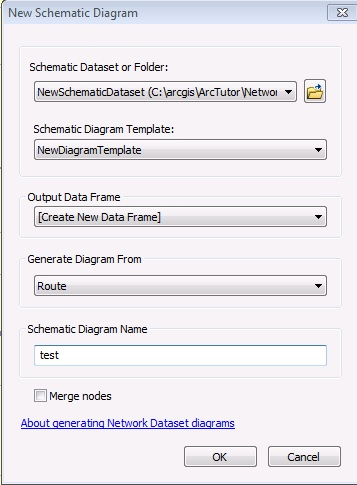 New Schematic Diagram
Schematic Dataset or Folder:
NewSchematicDataset (C:\arcgis\ArcTutor\Networ
Schematic Diagram Template:
NewDiagramTemplate
Output Data Frame
[Create New Data Frame]
Generate Diagram From
Route
Schematic Diagram Name
test
Merge nodes
About generating Network Dataset diagrams
OK
Cancel